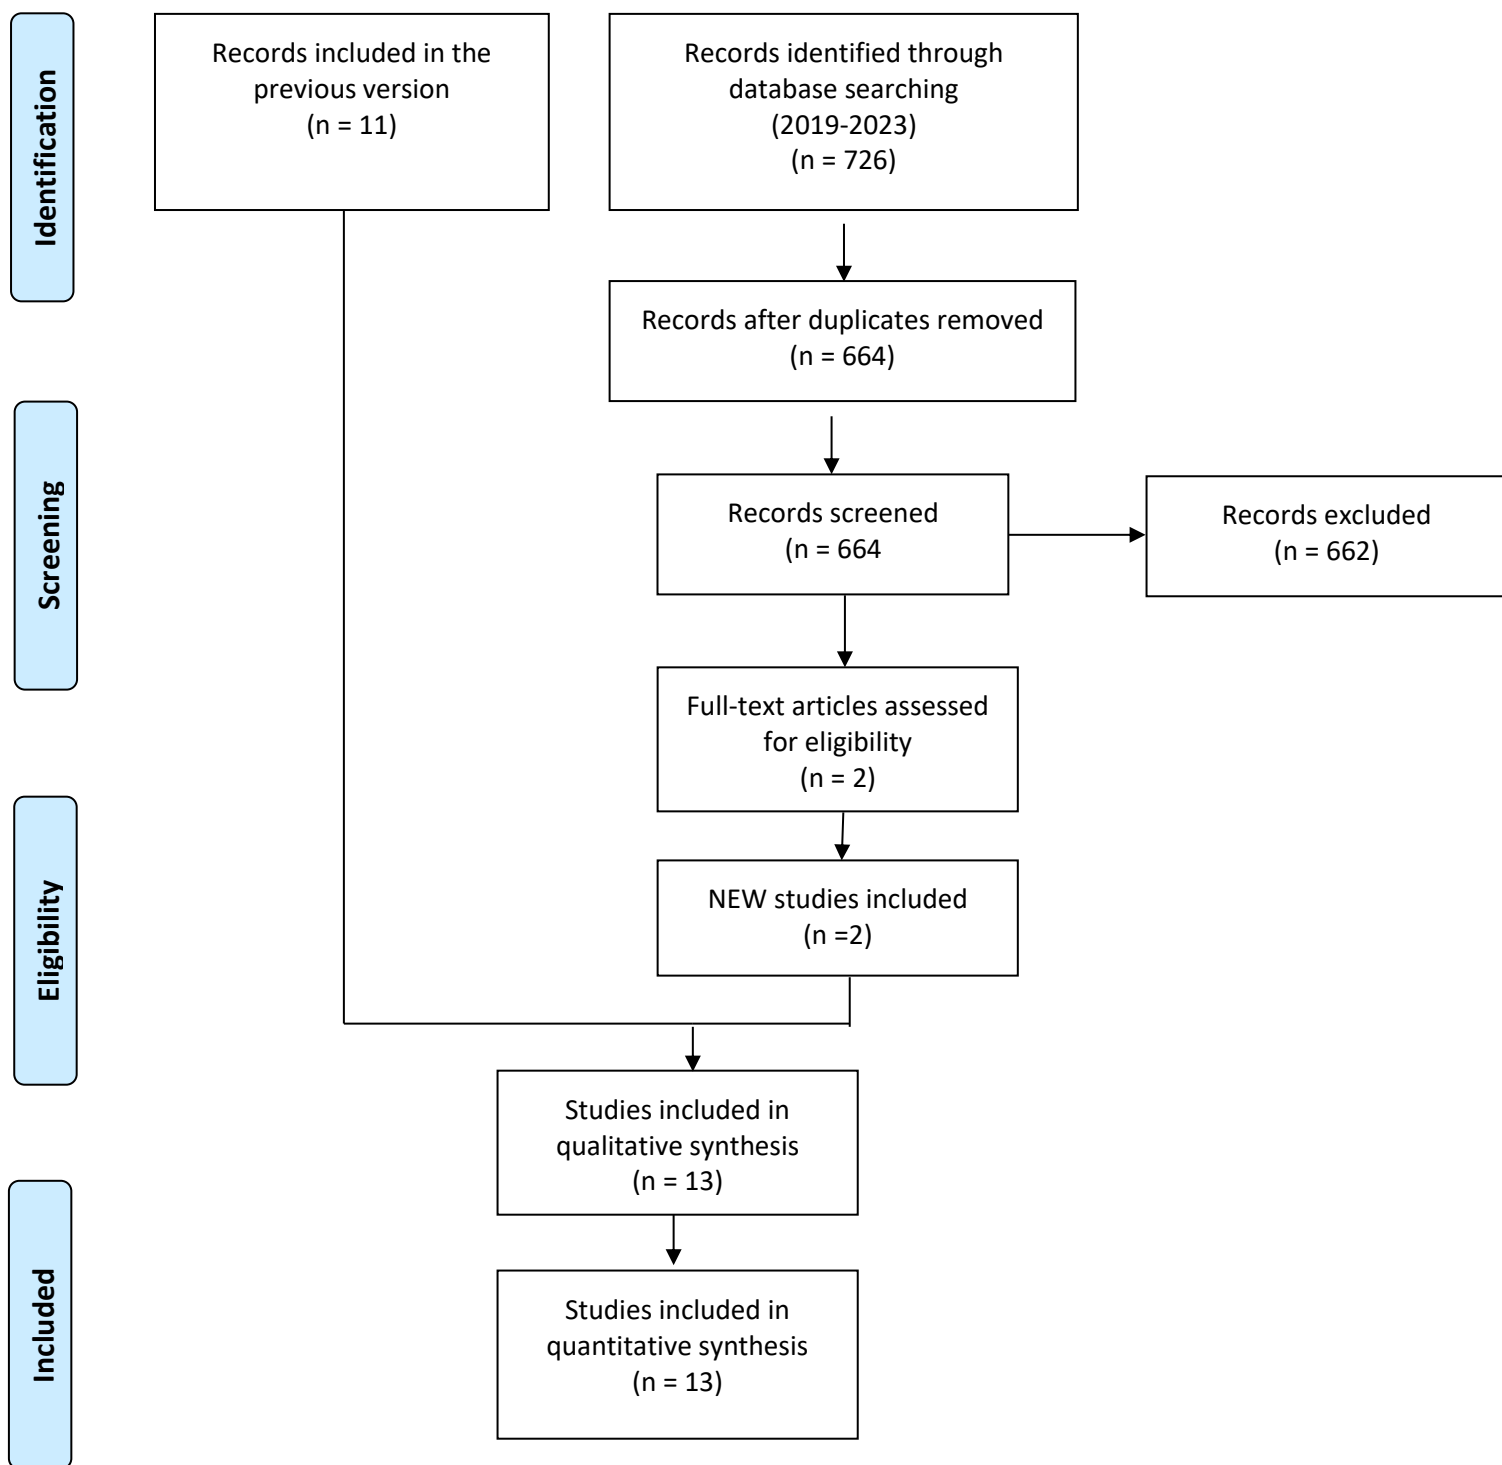 Identification
Records included in the
previous version
(n = 11)
Records identified through
database searching
(2019-2023)
(n = 726)
Records after duplicates removed
(n = 664)
Screening
Records screened
(n = 664
Records excluded
(n = 662)
Full-text articles assessed
for eligibility
(n = 2)
Eligibility
NEW studies included
(n =2)
Studies included in
qualitative synthesis
(n = 13)
Included
Studies included in
quantitative synthesis
(n = 13)